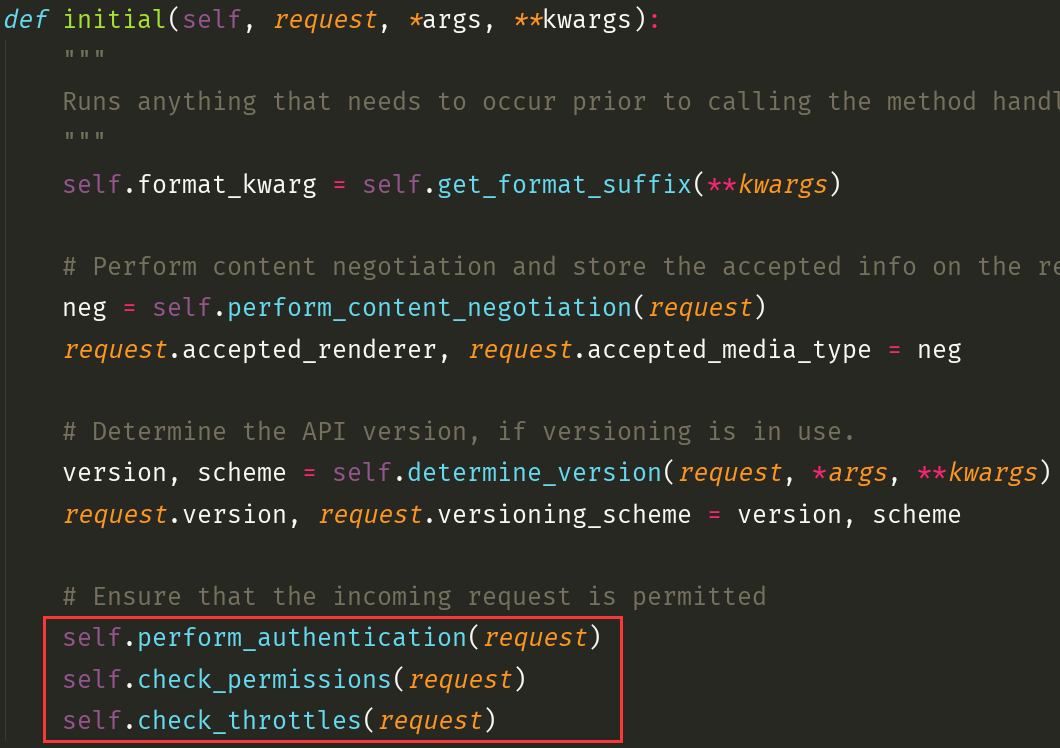 def initial(self, request, *args, **kwargs):
"""
Runs anything that needs to occur prior to calling the method
"""
self.format_kwarg = self.get_format_suffix(**kwargs)
# Perform content negotiation and store the accepted info on the
neg = self.perform_content_negotiation(request)
request.accepted_renderer, request.accepted_media_type = neg
# Determine the API version, if versioning is in use.
version, scheme = self.determine_version(request, *args, **kwargs)
request.version, request.versioning_scheme = version, scheme
# Ensure that the incoming request is permitted
self.perform_authentication(request)
self.check_permissions(request)
self.check_throttles(request)